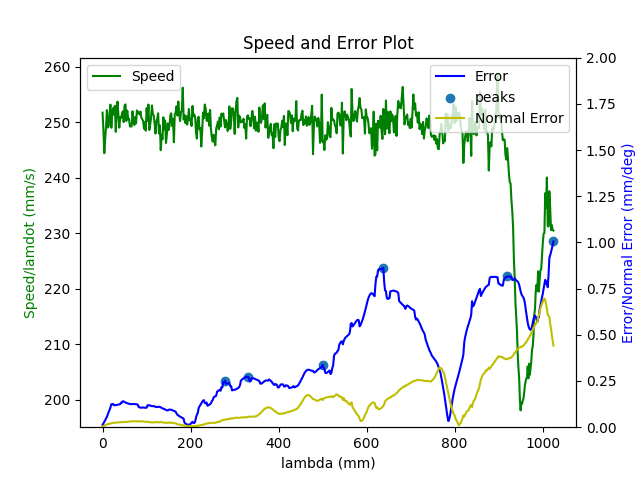 Speed and Error Plot
Speed
Error
peaks
Normal Error
Speed/lamdot (mm/s)
260
250
240
230
220
210
200
2.00
1.75
1.50
1.25
1.00
0.75
0.50
0.25
0.00
Error/Normal Error (mm/deg)
0 200 400 600 800 1000
lambda (mm)